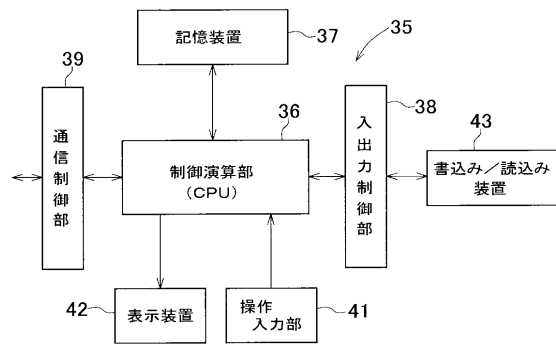 記憶装置
37
35
39
通信制御部
36
制御演算部
(CPU)
38
入出力制御部
43
書込み/読込み
装置
42
表示装置
操作
入力部
41